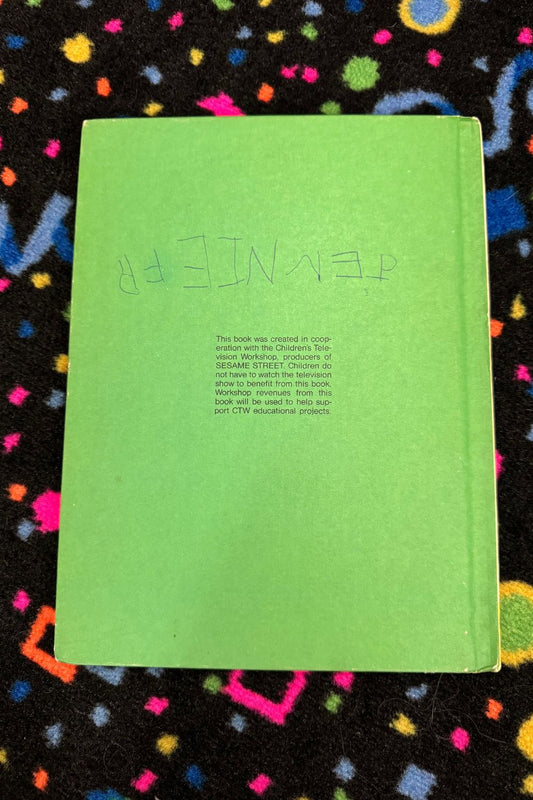 JENNIEFR
This book was created in coop-
eration with the Children's Tele-
vision Workshop, producers of
SESAME STREET. Children do
not have to watch the television
show to benefit from this book.
Workshop revenues from this
book will be used to help sup-
port CTW educational projects.